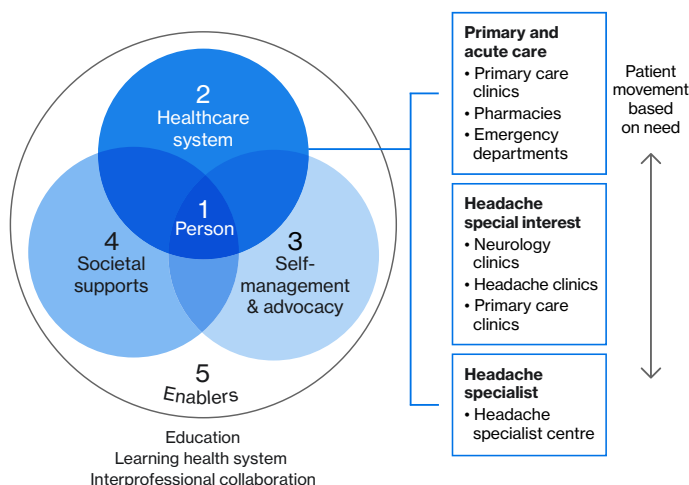 2
Healthcare
system
1
Person
4
Societal
supports
3
Self-
management
& advocacy
5
Enablers
Education
Learning health system
Interprofessional collaboration
Primary and
acute care
• Primary care
clinics
• Pharmacies
• Emergency
departments
Headache
special interest
• Neurology
clinics
• Headache clinics
• Primary care
clinics
Headache
specialist
• Headache
specialist centre
Patient
movement
based
on need